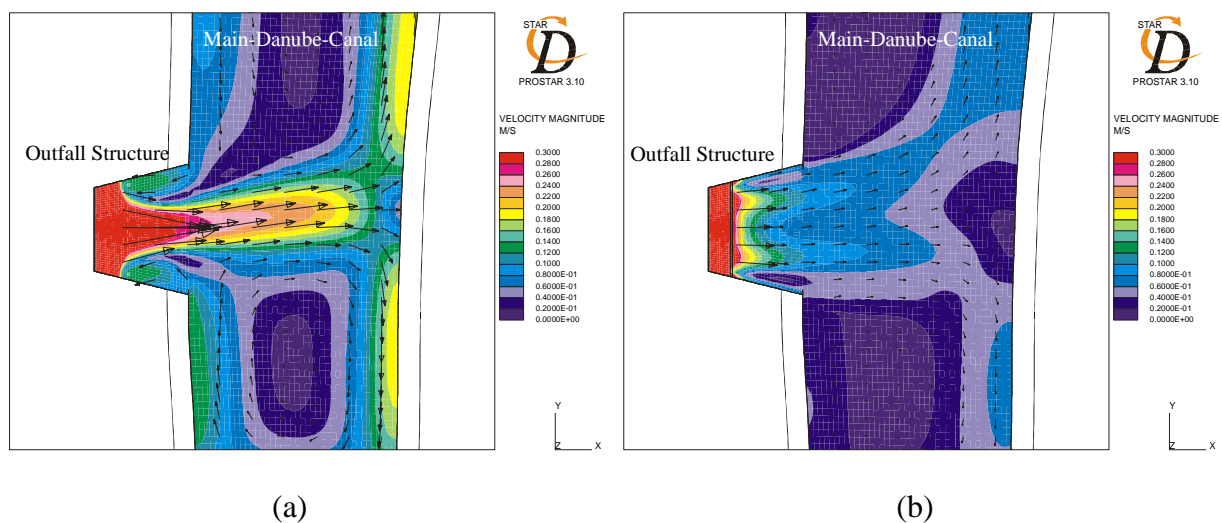 Main-Danube-Canal
Outfall Structure
STAR
D
PROSTAR 3.10
VELOCITY MAGNITUDE
M/S
0.3000
0.2800
0.2600
0.2400
0.2200
0.2000
0.1800
0.1600
0.1400
0.1200
0.1000
0.8000E-01
0.6000E-01
0.4000E-01
0.2000E-01
0.0000E+00
Y
Z X
(a)
Main-Danube-Canal
Outfall Structure
STAR
D
PROSTAR 3.10
VELOCITY MAGNITUDE
M/S
0.3000
0.2800
0.2600
0.2400
0.2200
0.2000
0.1800
0.1600
0.1400
0.1200
0.1000
0.8000E-01
0.6000E-01
0.4000E-01
0.2000E-01
0.0000E+00
Y
Z X
(b)